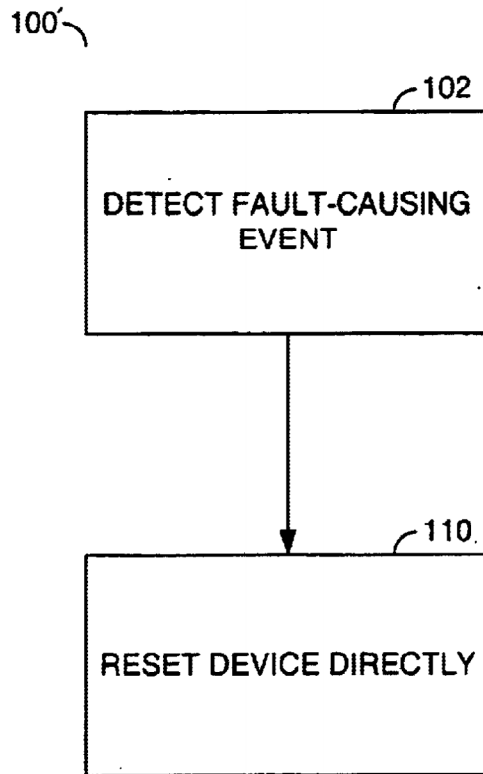 100′
102
DETECT FAULT-CAUSING
EVENT
110
RESET DEVICE DIRECTLY